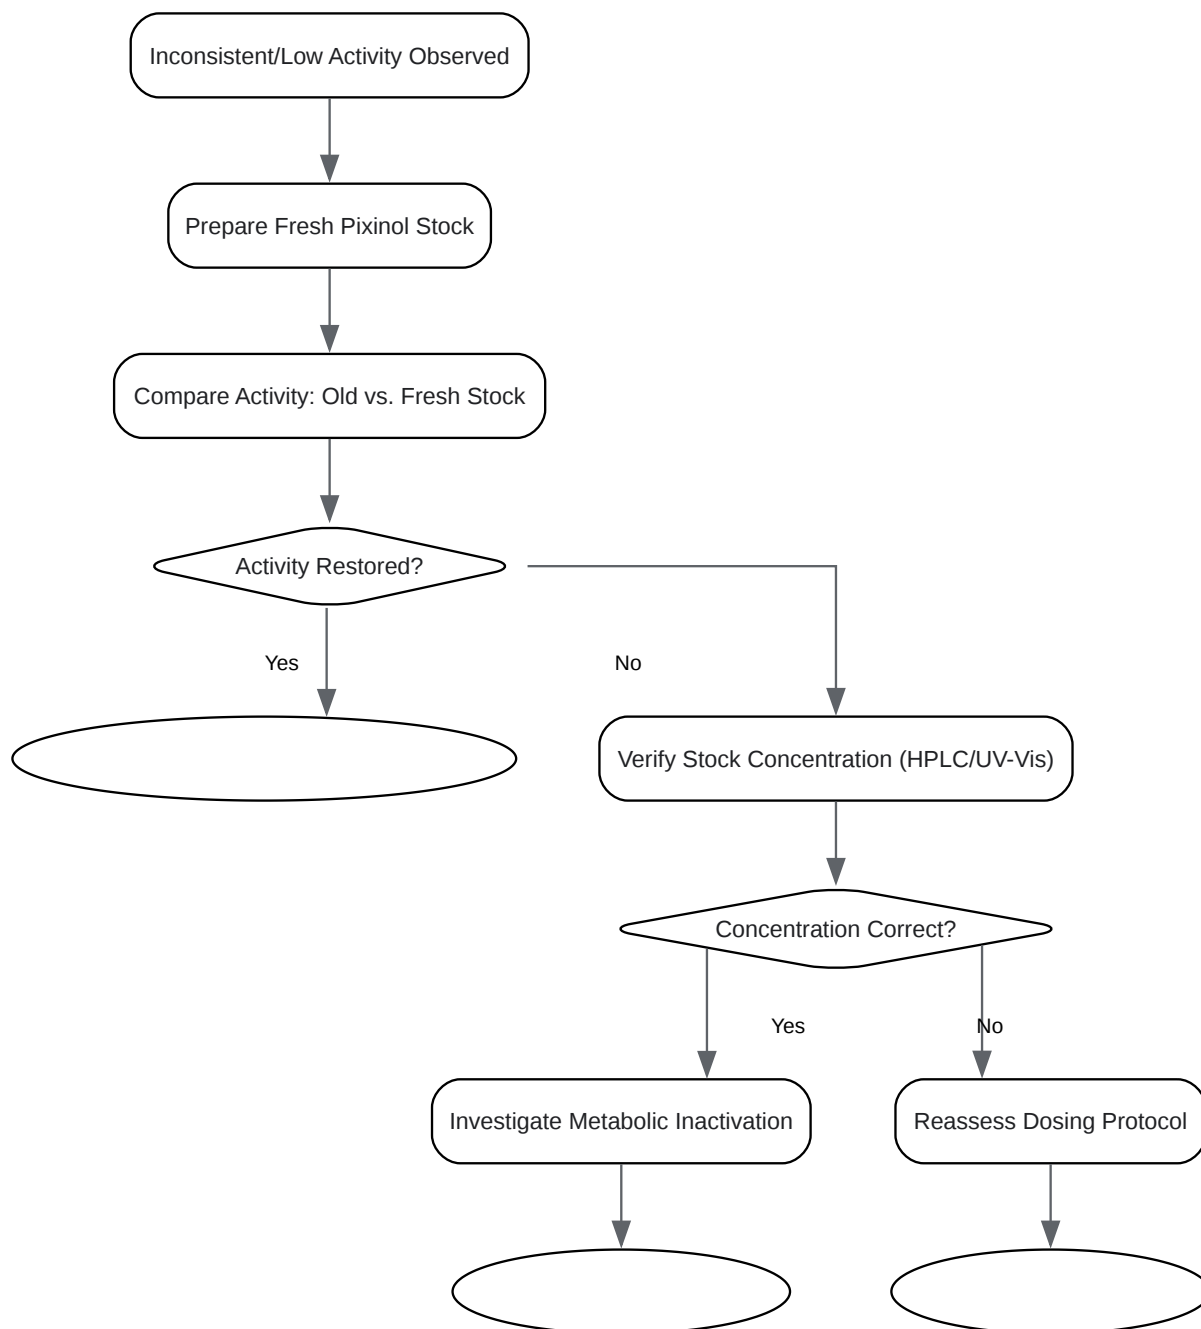 Inconsistent/Low Activity Observed
Prepare Fresh Pixinol Stock
Compare Activity: Old vs. Fresh Stock
Activity Restored?
Yes
No
Verify Stock Concentration (HPLC/UV-Vis)
Concentration Correct?
Yes
No
Investigate Metabolic Inactivation
Reassess Dosing Protocol